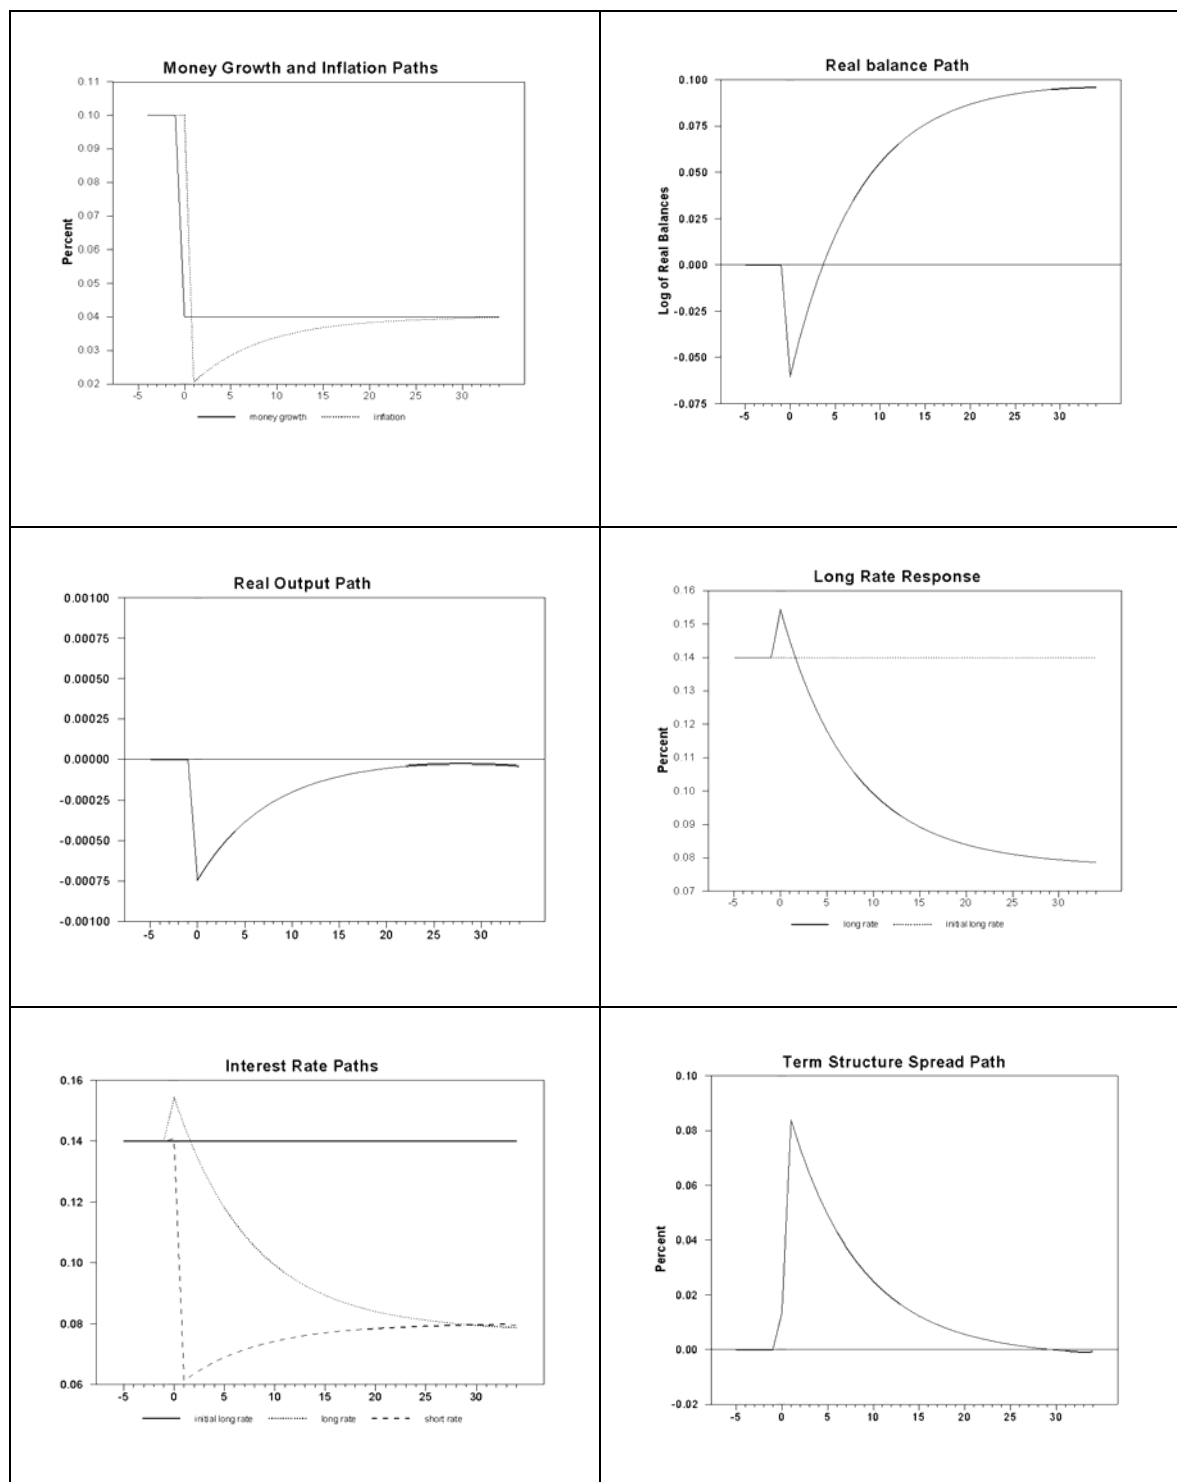 Money Growth and Inflation Paths
0.11
0.10
0.09
0.08
0.07
0.06
0.05
0.04
0.03
0.02
Percent
-5 0 5 10 15 20 25 30
money growth inflation
Real balance Path
0.100
0.075
0.050
0.025
0.000
-0.025
-0.050
-0.075
Log of Real Balances
-5 0 5 10 15 20 25 30
Real Output Path
0.00100
0.00075
0.00050
0.00025
0.00000
-0.00025
-0.00050
-0.00075
-0.00100
-5 0 5 10 15 20 25 30
Long Rate Response
0.16
0.15
0.14
0.13
0.12
0.11
0.10
0.09
0.08
0.07
Percent
-5 0 5 10 15 20 25 30
long rate initial long rate
Interest Rate Paths
0.16
0.14
0.12
0.10
0.08
0.06
-5 0 5 10 15 20 25 30
initial long rate long rate short rate
Term Structure Spread Path
0.10
0.08
0.06
0.04
0.02
0.00
-0.02
Percent
-5 0 5 10 15 20 25 30